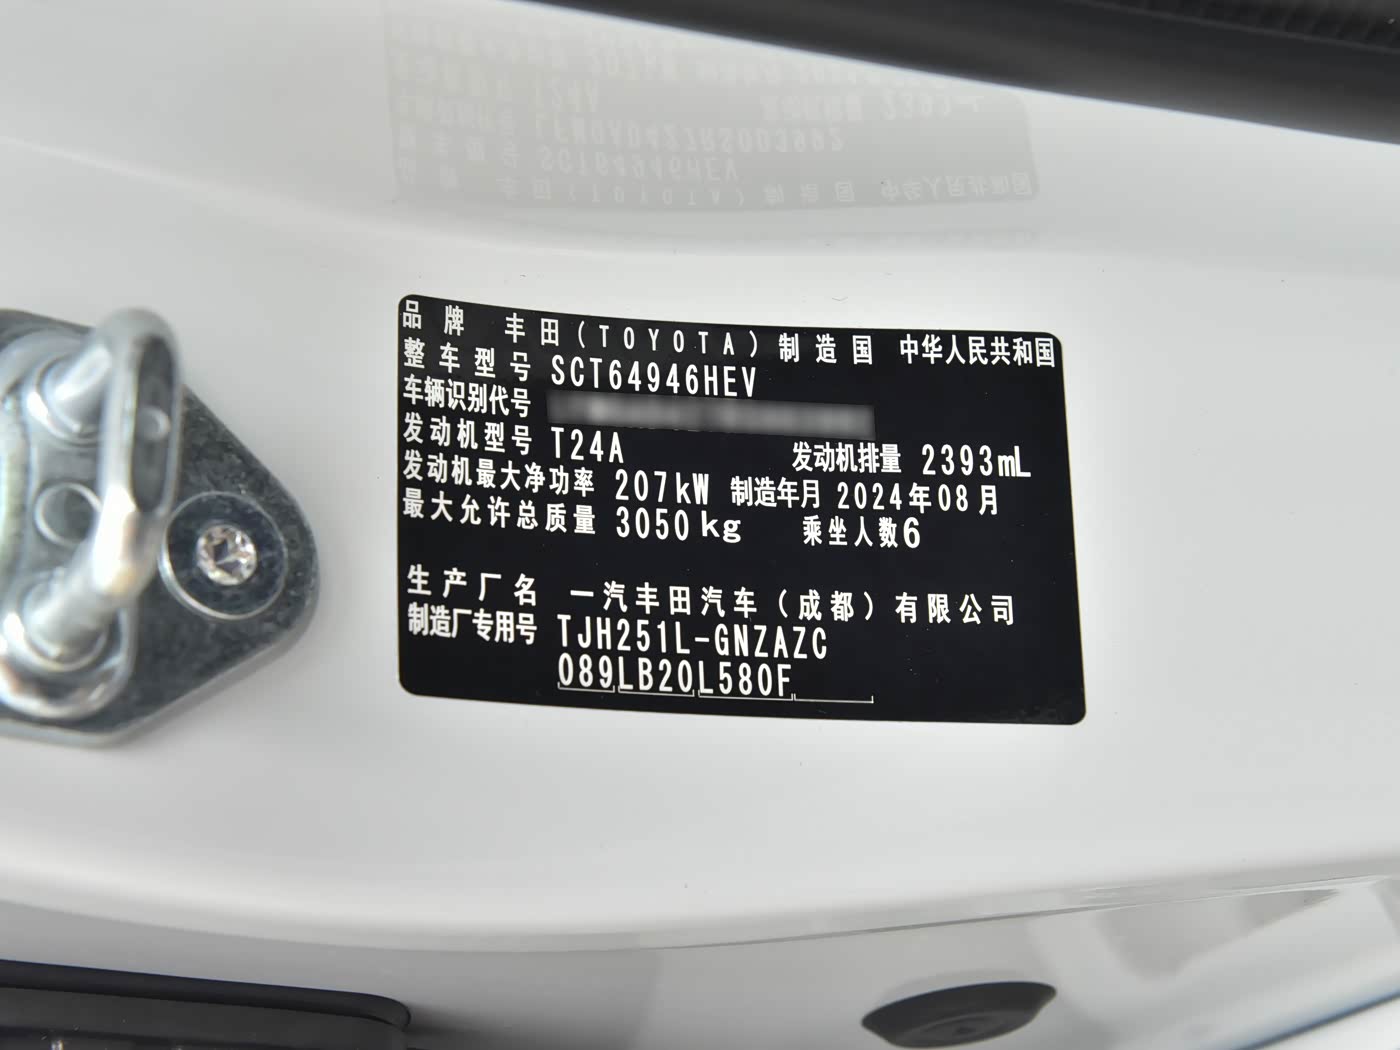 品牌 丰田(TOYOTA) 制造国 中华人民共和国
整车型号 SCT64946HEV
车辆识别代号
发动机型号 T24A 发动机排量 2393mL
发动机最大净功率 207kW 制造年月 2024年08月
最大允许总质量 3050kg 乘坐人数6
生产厂名 一汽丰田汽车(成都)有限公司
制造厂专用号 TJH251L-GNZAZC
089LB20L580F